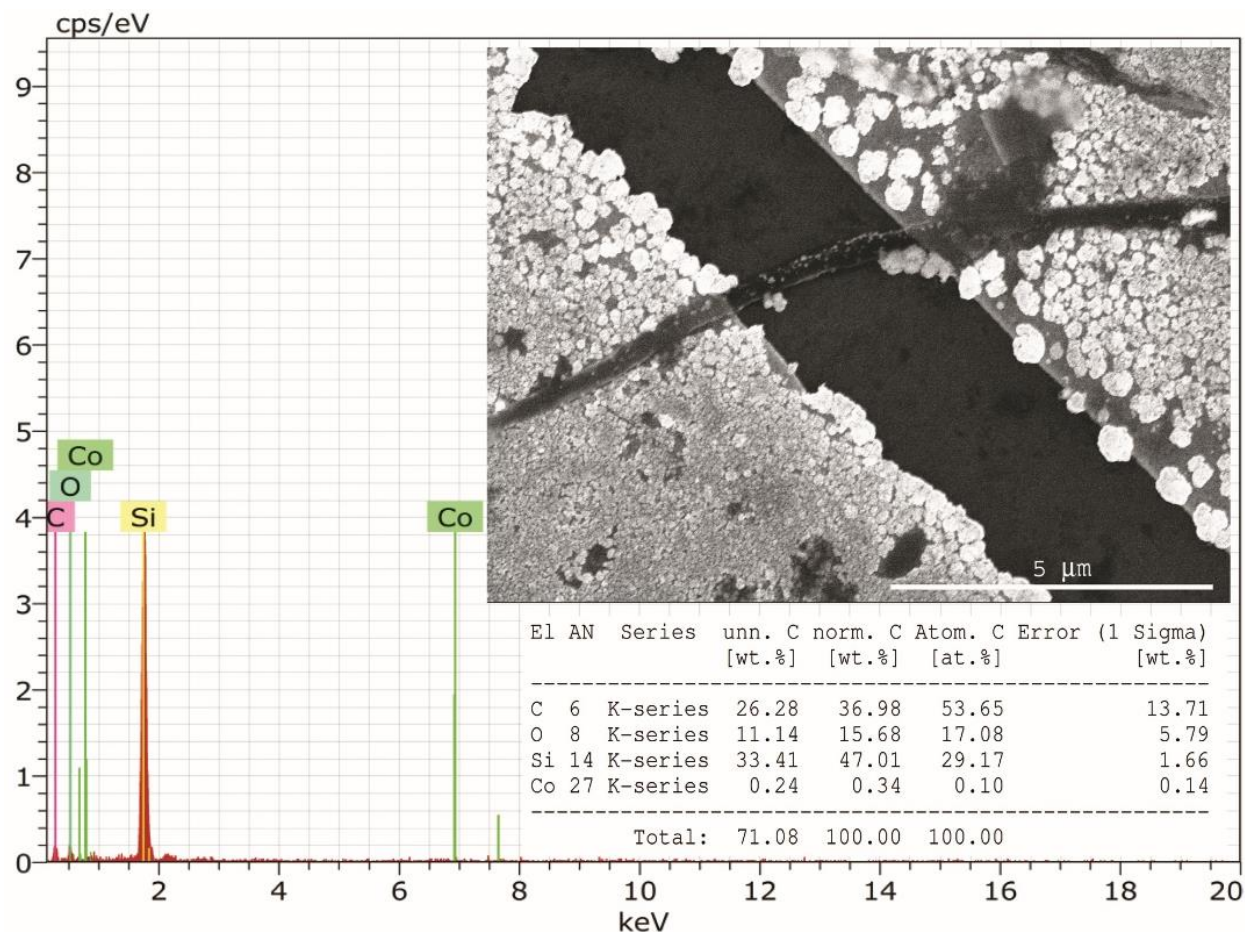 cps/eV
9
8
7
6
5
4
3
2
1
0
Co
O
C
Si
Co
5 μm
El AN Series unn. C norm. C Atom. C Error (1 Sigma)
[wt.%] [wt.%] [at.%] [wt.%]
C 6 K-series 26.28 36.98 53.65 13.71
O 8 K-series 11.14 15.68 17.08 5.79
Si 14 K-series 33.41 47.01 29.17 1.66
Co 27 K-series 0.24 0.34 0.10 0.14
Total: 71.08 100.00 100.00
2 4 6 8 10 12 14 16 18 20
keV